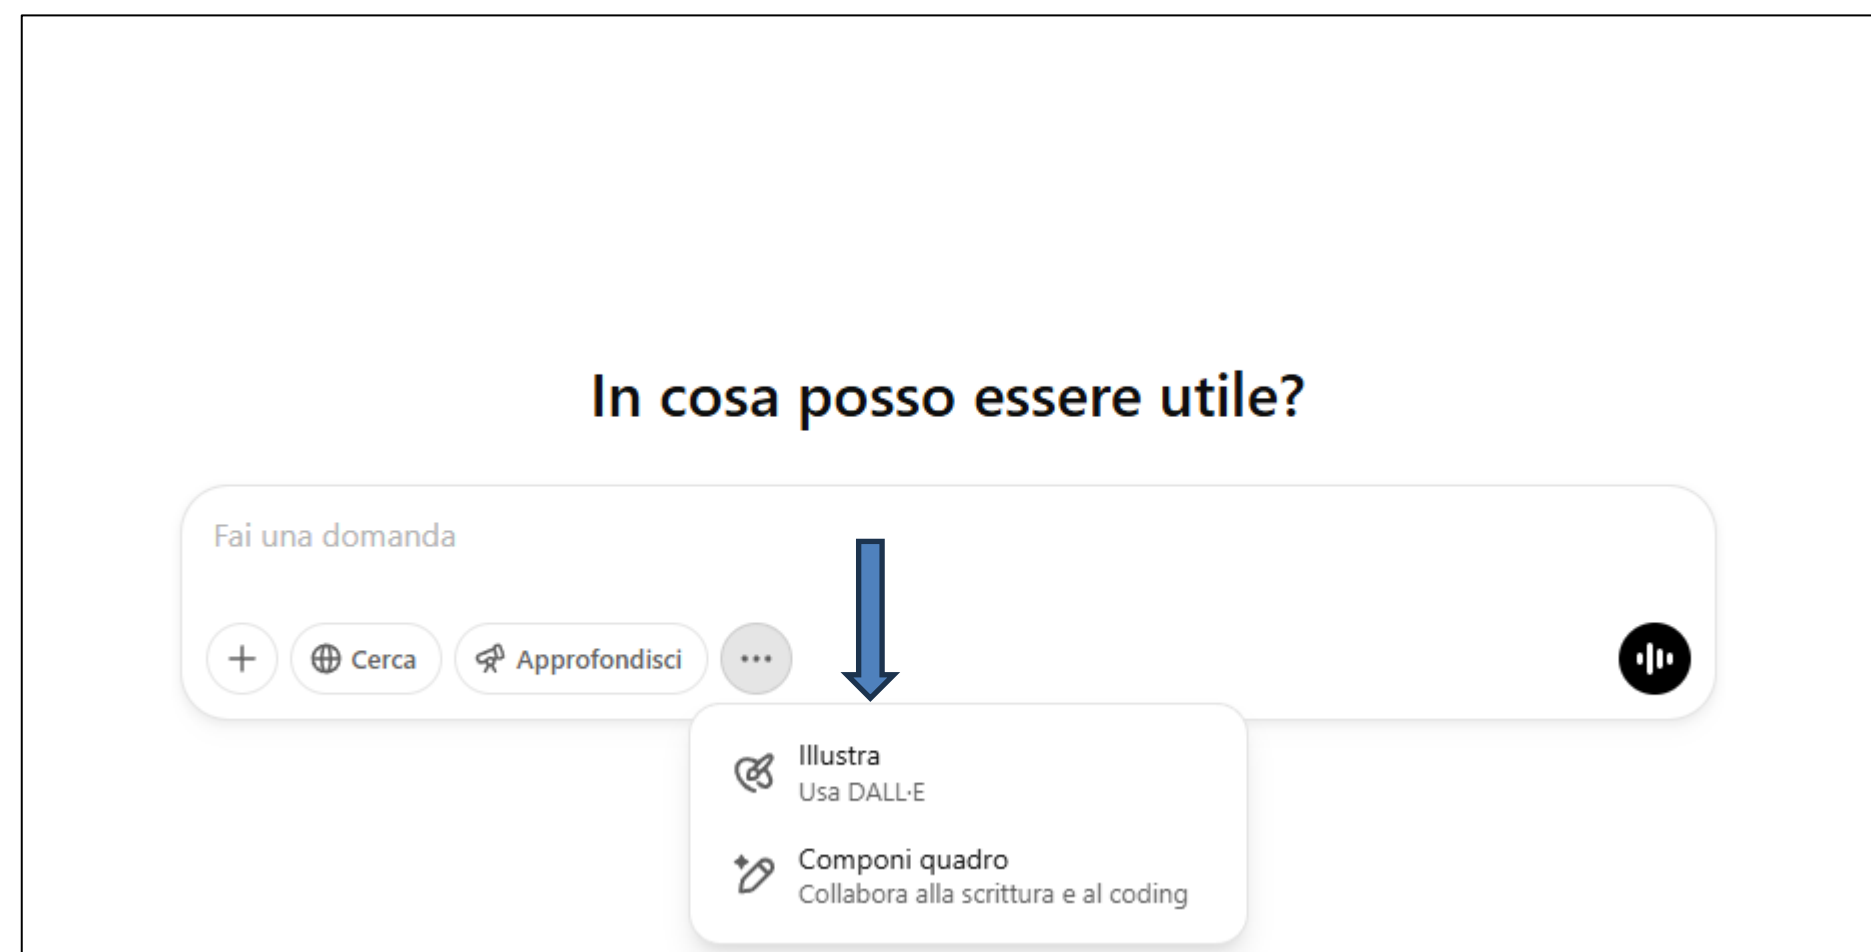 In cosa posso essere utile?
Fai una domanda
Cerca
Approfondisci
Illustra
Usa DALL·E
Componi quadro
Collabora alla scrittura e al coding